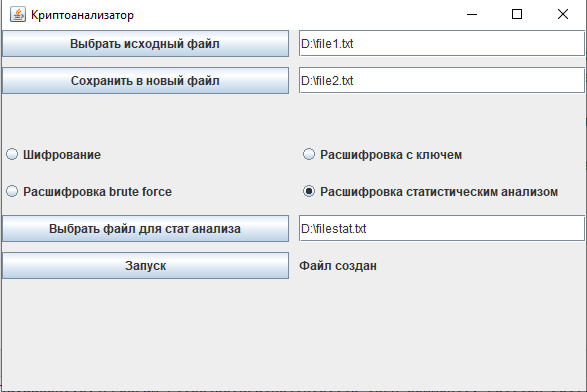 Криптоанализатор
Выбрать исходный файл D:\file1.txt
Сохранить в новый файл D:\file2.txt
Шифрование Расшифровка с ключем
Расшифровка brute force Расшифровка статистическим анализом
Выбрать файл для стат анализа D:\filestat.txt
Запуск Файл создан